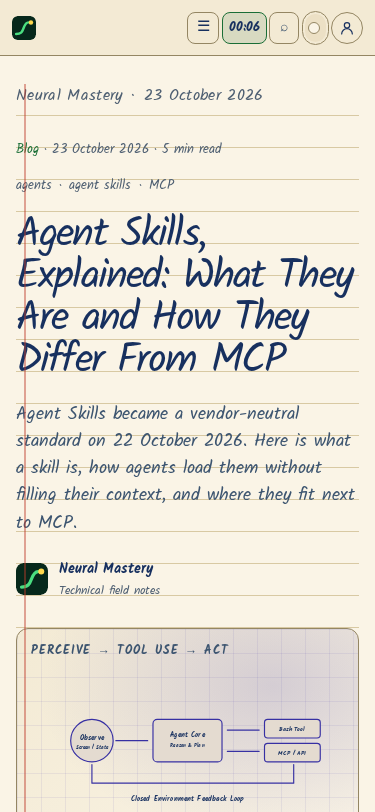 00:06
Neural Mastery · 23 October 2026
Blog · 23 October 2026 · 5 min read
agents · agent skills · MCP
Agent Skills,
Explained: What They
Are and How They
Differ From MCP
Agent Skills became a vendor-neutral
standard on 22 October 2026. Here is what
a skill is, how agents load them without
filling their context, and where they fit next
to MCP.
Neural Mastery
Technical field notes
PERCEIVE → TOOL USE → ACT
Observe
Screen / State
Agent Core
Reason & Plan
Bash Tool
MCP / API
Closed Environment Feedback Loop